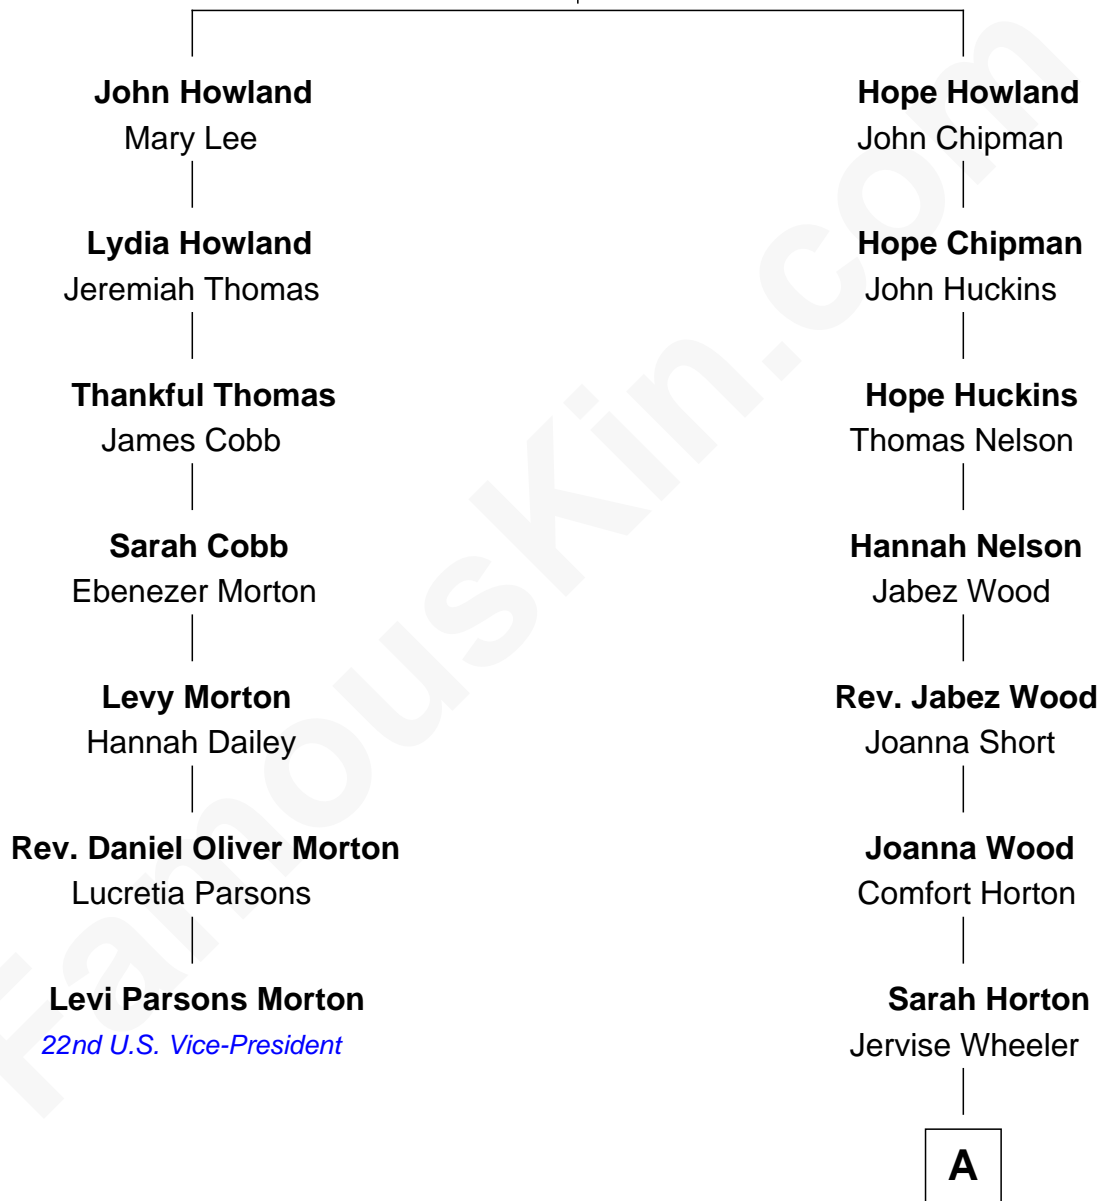 John Howland
Mary Lee
Lydia Howland
Jeremiah Thomas
Thankful Thomas
James Cobb
Sarah Cobb
Ebenezer Morton
Levy Morton
Hannah Dailey
Rev. Daniel Oliver Morton
Lucretia Parsons
Levi Parsons Morton
22nd U.S. Vice-President
Hope Howland
John Chipman
Hope Chipman
John Huckins
Hope Huckins
Thomas Nelson
Hannah Nelson
Jabez Wood
Rev. Jabez Wood
Joanna Short
Joanna Wood
Comfort Horton
Sarah Horton
Jervise Wheeler
A
FamousKin.com